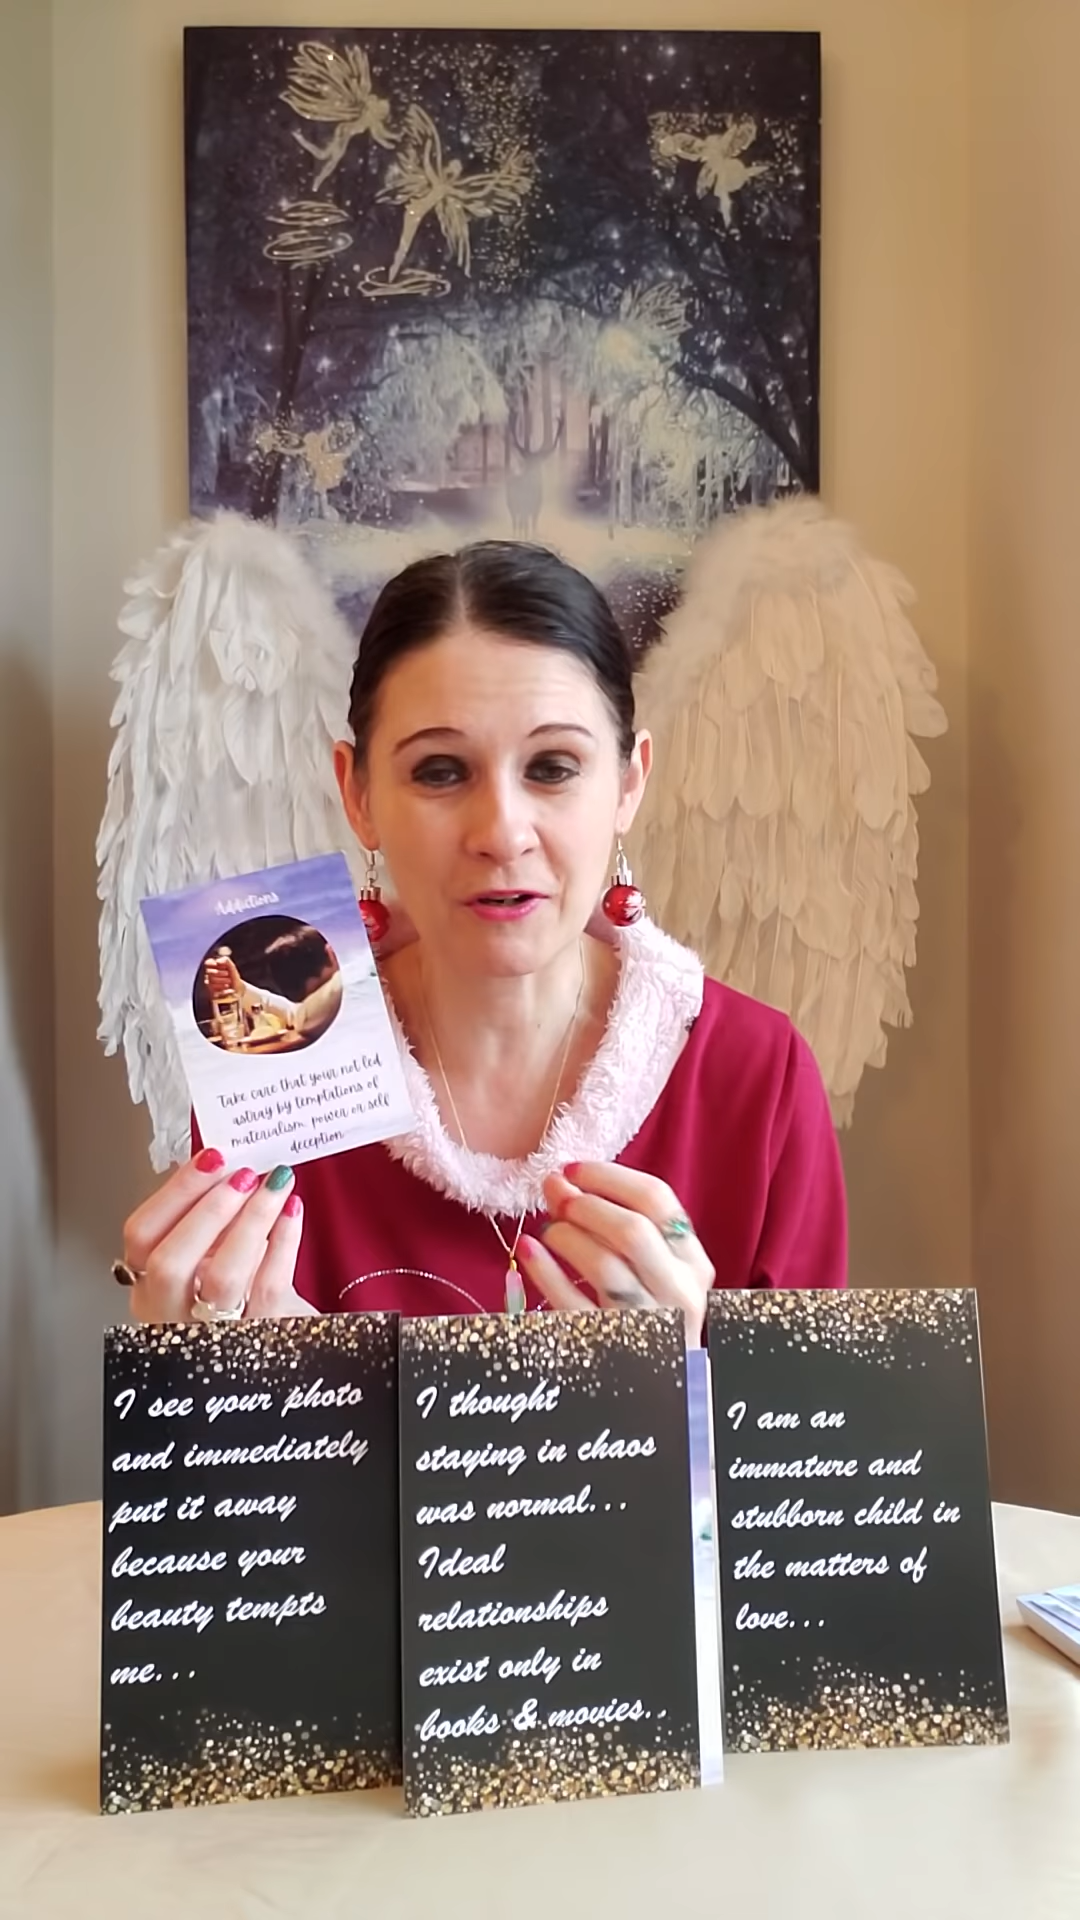 Addictions
Take care that your not led
astray by temptations of
materialism, power or self
deception
I see your photo
and immediately
put it away
because your
beauty tempts
me...
I thought
staying in chaos
was normal...
Ideal
relationships
exist only in
books & movies..
I am an
immature and
stubborn child in
the matters of
love...